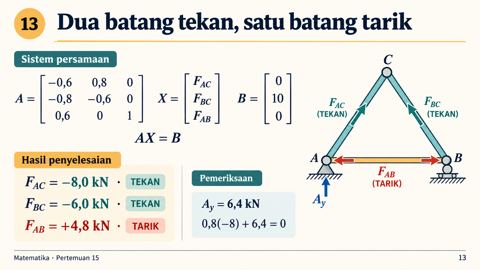 13 Dua batang tekan, satu batang tarik
Sistem persamaan
A = [ -0,6 0,8 0
-0,8 -0,6 0
0,6 0 1 ]
X = [ F_AC
F_BC
F_AB ]
B = [ 0
10
0 ]
AX = B
Hasil penyelesaian
F_AC = −8,0 kN · TEKAN
F_BC = −6,0 kN · TEKAN
F_AB = +4,8 kN · TARIK
Pemeriksaan
A_y = 6,4 kN
0,8(−8) + 6,4 = 0
C
F_AC
(TEKAN)
F_BC
(TEKAN)
A
B
F_AB
(TARIK)
A_y
Matematika · Pertemuan 15
13